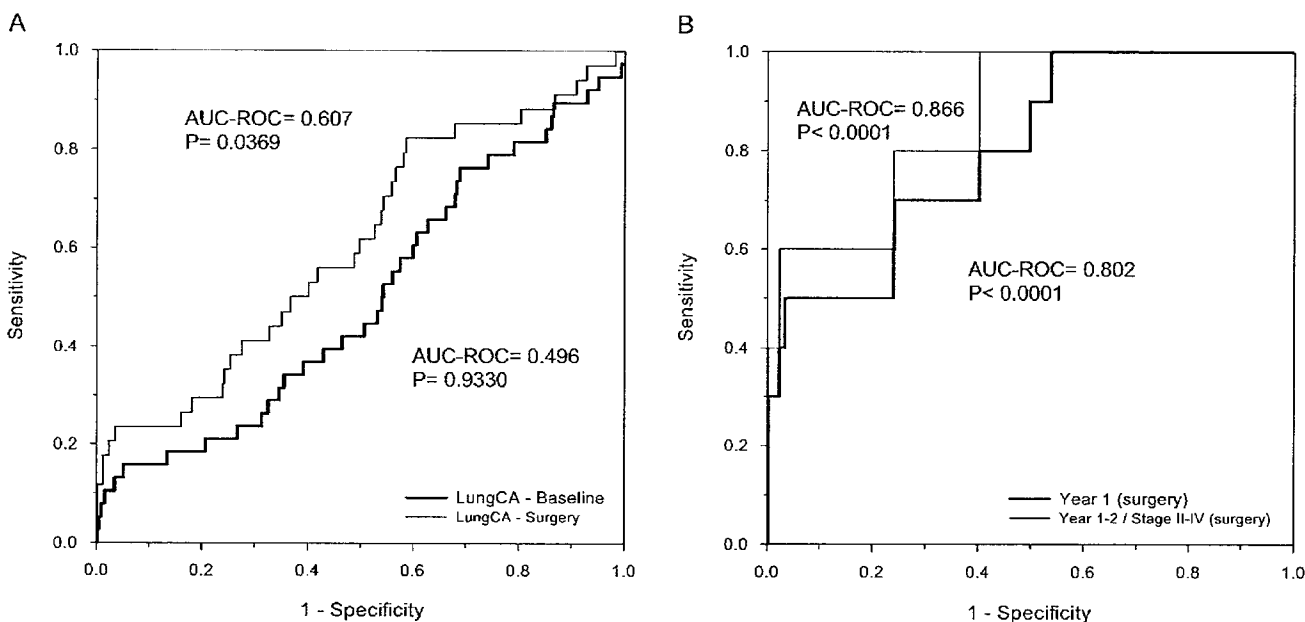 A
1.0
0.8
0.6
0.4
0.2
0.0
Sensitivity
AUC-ROC= 0.607
P= 0.0369
AUC-ROC= 0.496
P= 0.9330
LungCA - Baseline
LungCA - Surgery
0.0 0.2 0.4 0.6 0.8 1.0
1 - Specificity
B
1.0
0.8
0.6
0.4
0.2
0.0
Sensitivity
AUC-ROC= 0.866
P< 0.0001
AUC-ROC= 0.802
P< 0.0001
Year 1 (surgery)
Year 1-2 / Stage II-IV (surgery)
0.0 0.2 0.4 0.6 0.8 1.0
1 - Specificity